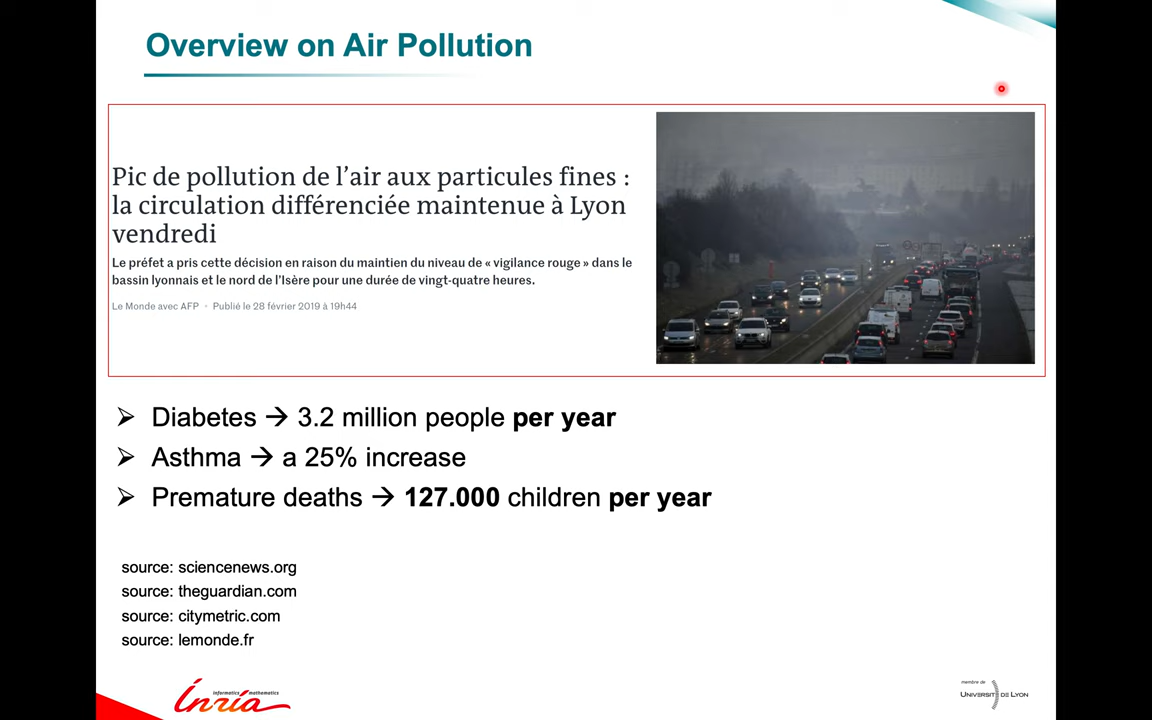 Overview on Air Pollution
Pic de pollution de l’air aux particules fines :
la circulation différenciée maintenue à Lyon
vendredi
Le préfet a pris cette décision en raison du maintien du niveau de « vigilance rouge » dans le
bassin lyonnais et le nord de l’Isère pour une durée de vingt-quatre heures.
Le Monde avec AFP · Publié le 28 février 2019 à 19h44
➢ Diabetes → 3.2 million people per year
➢ Asthma → a 25% increase
➢ Premature deaths → 127.000 children per year
source: sciencenews.org
source: theguardian.com
source: citymetric.com
source: lemonde.fr
informatics mathematics
Inria
membre de
UNIVERSITÉ DE LYON